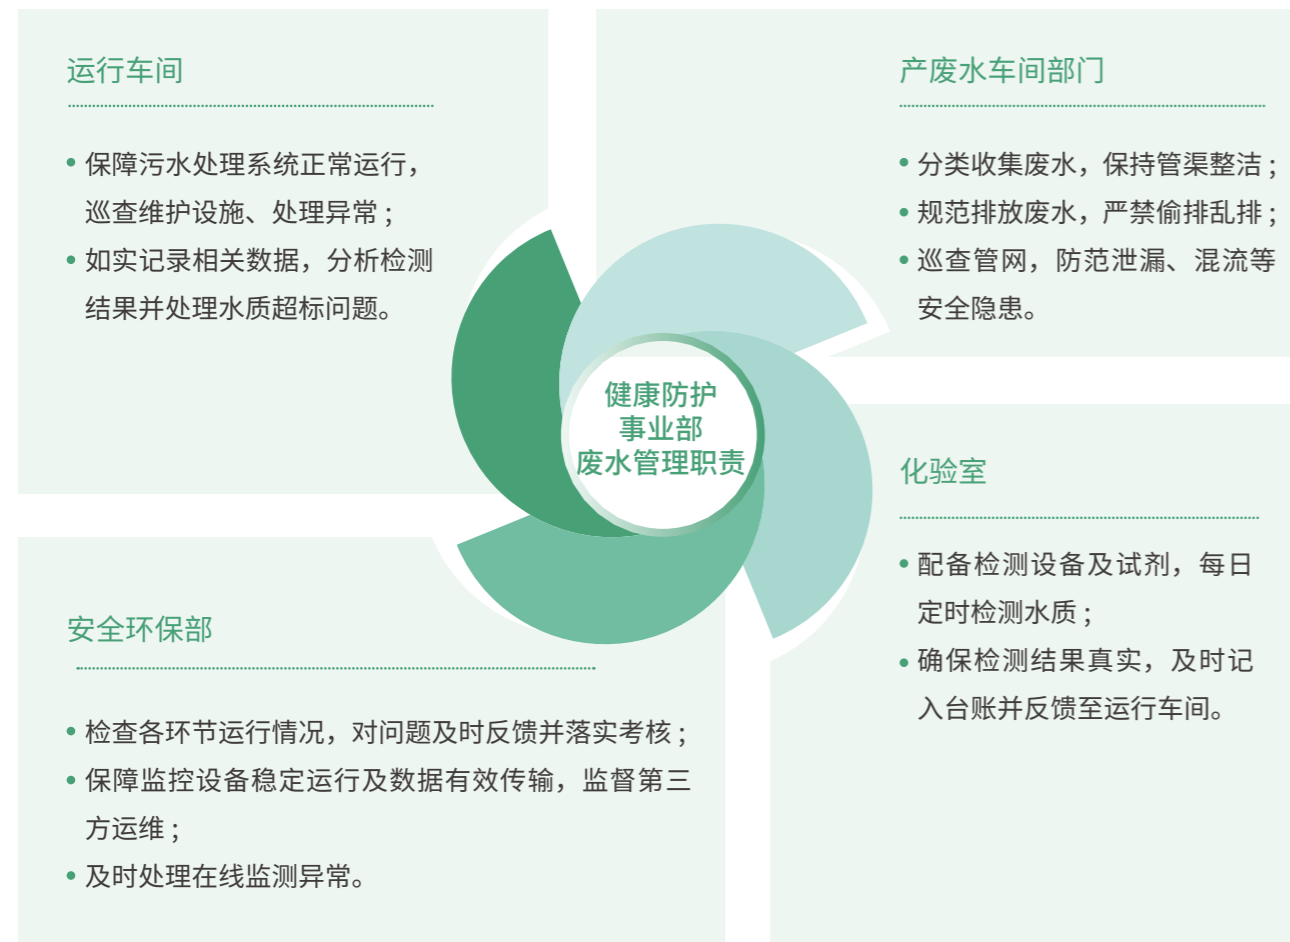 运行车间
保障污水处理系统正常运行，
巡查维护设施、处理异常；
如实记录相关数据，分析检测
结果并处理水质超标问题。
产废水车间部门
分类收集废水，保持管渠整洁；
规范排放废水，严禁偷排乱排；
巡查管网，防范泄漏、混流等
安全隐患。
健康防护
事业部
废水管理职责
化验室
配备检测设备及试剂，每日
定时检测水质；
确保检测结果真实，及时记
入台账并反馈至运行车间。
安全环保部
检查各环节运行情况，对问题及时反馈并落实考核；
保障监控设备稳定运行及数据有效传输，监督第三
方运维；
及时处理在线监测异常。